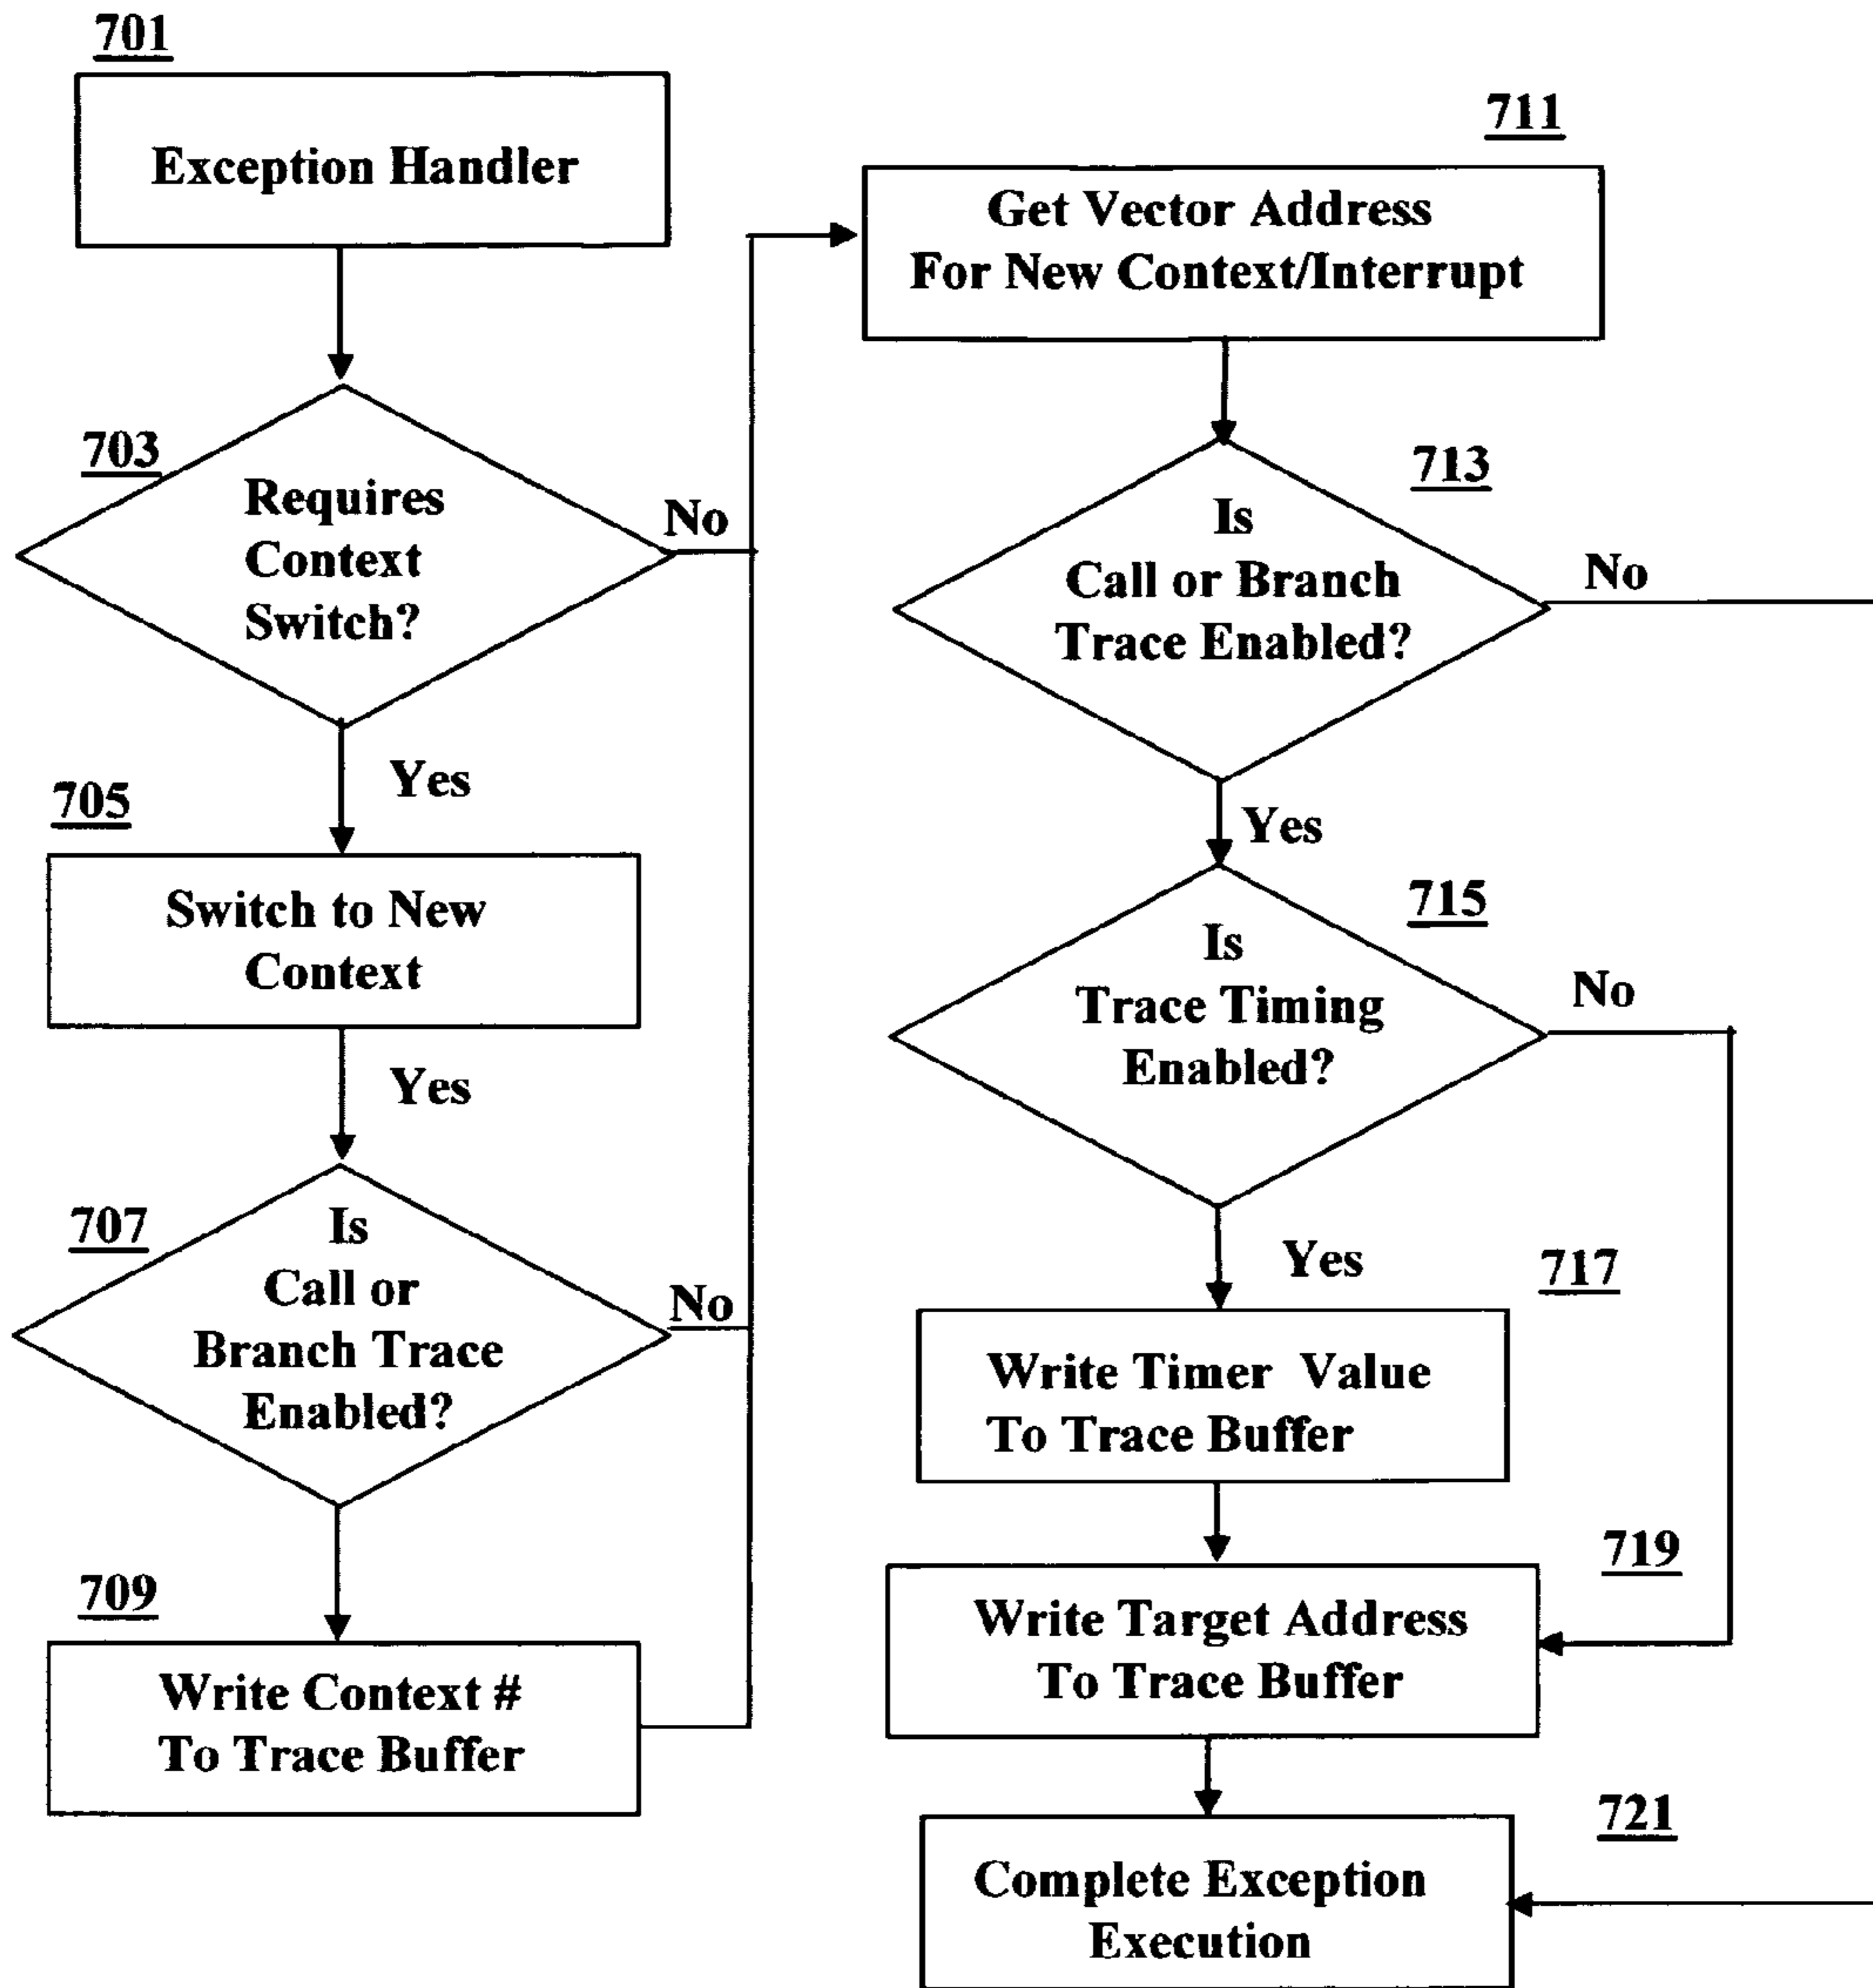 701
Exception Handler
703
Requires
Context
Switch?
No
Yes
705
Switch to New
Context
Yes
707
Is
Call or
Branch Trace
Enabled?
No
709
Write Context #
To Trace Buffer
711
Get Vector Address
For New Context/Interrupt
713
Is
Call or Branch
Trace Enabled?
No
Yes
715
Is
Trace Timing
Enabled?
No
Yes
717
Write Timer Value
To Trace Buffer
719
Write Target Address
To Trace Buffer
721
Complete Exception
Execution